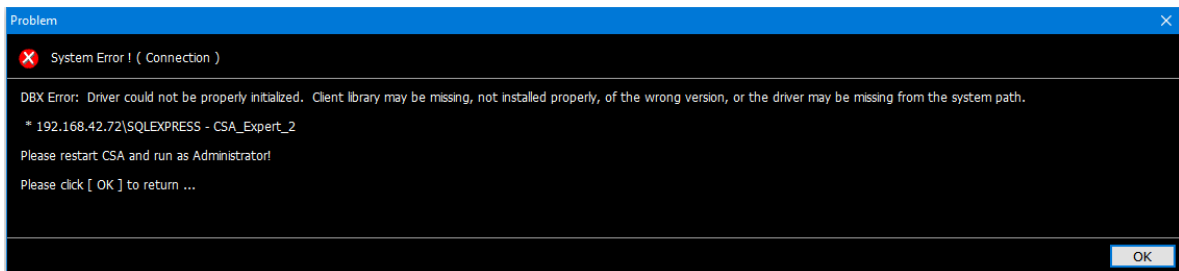 Problem
System Error ! ( Connection )
DBX Error:  Driver could not be properly initialized.  Client library may be missing, not installed properly, of the wrong version, or the driver may be missing from the system path.
* 192.168.42.72\SQLEXPRESS - CSA_Expert_2
Please restart CSA and run as Administrator!
Please click [ OK ] to return ...
OK